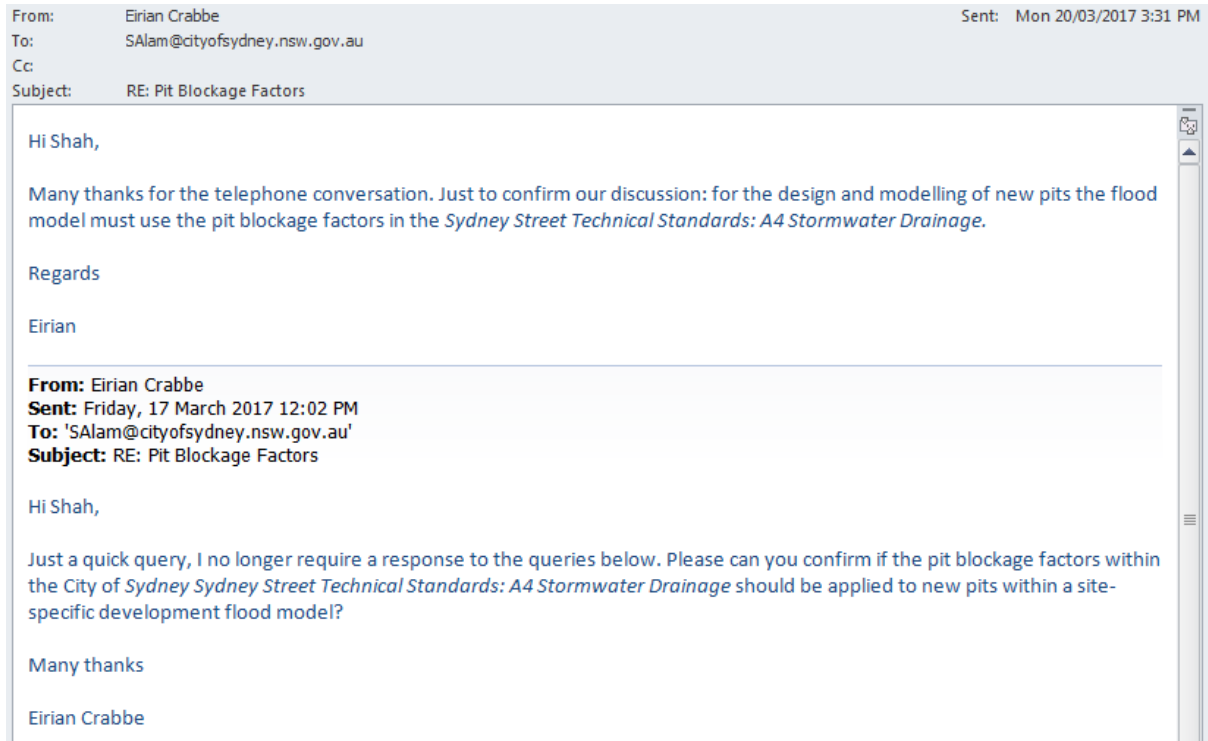 From: Eirian Crabbe Sent: Mon 20/03/2017 3:31 PM
To: SAlam@cityofsydney.nsw.gov.au
Cc:
Subject: RE: Pit Blockage Factors
Hi Shah,
Many thanks for the telephone conversation. Just to confirm our discussion: for the design and modelling of new pits the flood
model must use the pit blockage factors in the Sydney Street Technical Standards: A4 Stormwater Drainage.
Regards
Eirian
From: Eirian Crabbe
Sent: Friday, 17 March 2017 12:02 PM
To: 'SAlam@cityofsydney.nsw.gov.au'
Subject: RE: Pit Blockage Factors
Hi Shah,
Just a quick query, I no longer require a response to the queries below. Please can you confirm if the pit blockage factors within
the City of Sydney Sydney Street Technical Standards: A4 Stormwater Drainage should be applied to new pits within a site-
specific development flood model?
Many thanks
Eirian Crabbe